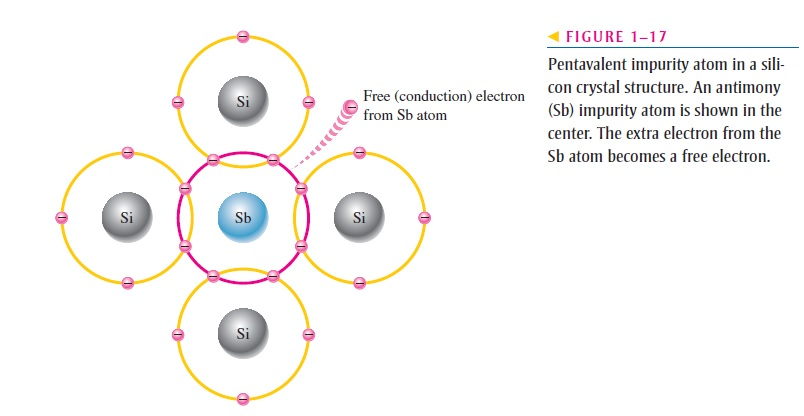 ◄ FIGURE 1–17
Pentavalent impurity atom in a sili-
con crystal structure. An antimony
(Sb) impurity atom is shown in the
center. The extra electron from the
Sb atom becomes a free electron.
Si
Free (conduction) electron
from Sb atom
Si
Sb
Si
Si